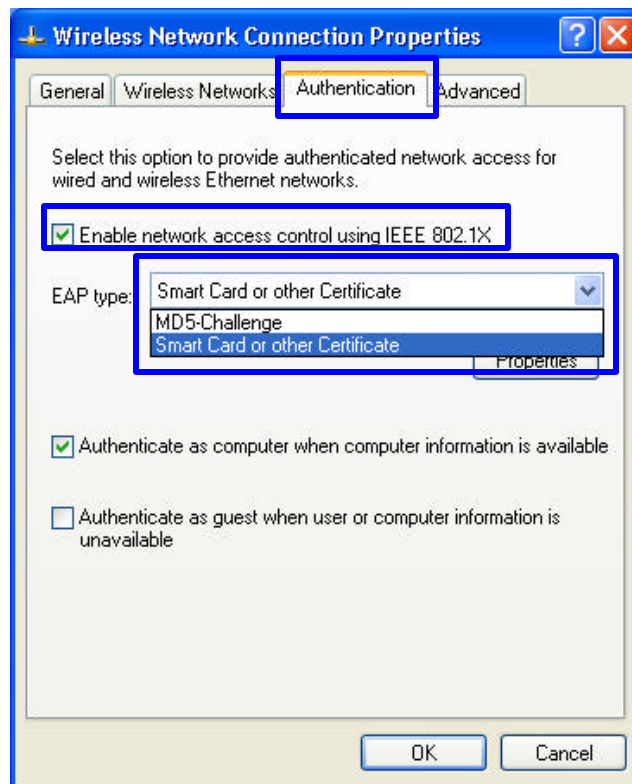 Wireless Network Connection Properties
General Wireless Networks Authentication Advanced
Select this option to provide authenticated network access for
wired and wireless Ethernet networks.
Enable network access control using IEEE 802.1X
EAP type: Smart Card or other Certificate
MD5-Challenge
Smart Card or other Certificate
Properties
Authenticate as computer when computer information is available
Authenticate as guest when user or computer information is
unavailable
OK Cancel